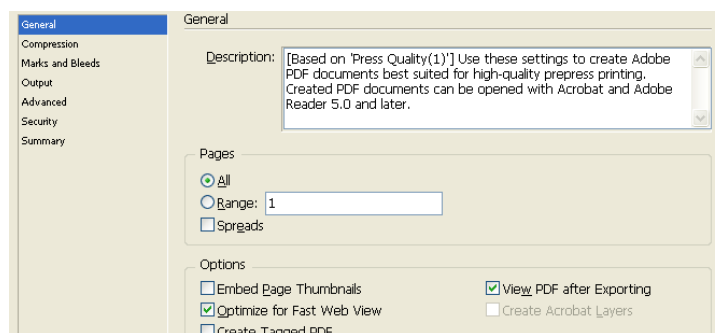 General
Compression
Marks and Bleeds
Output
Advanced
Security
Summary
General
Description:
[Based on 'Press Quality(1)'] Use these settings to create Adobe
PDF documents best suited for high-quality prepress printing.
Created PDF documents can be opened with Acrobat and Adobe
Reader 5.0 and later.
Pages
All
Range: 1
Spreads
Options
Embed Page Thumbnails
View PDF after Exporting
Optimize for Fast Web View
Create Acrobat Layers
Create Tagged PDF